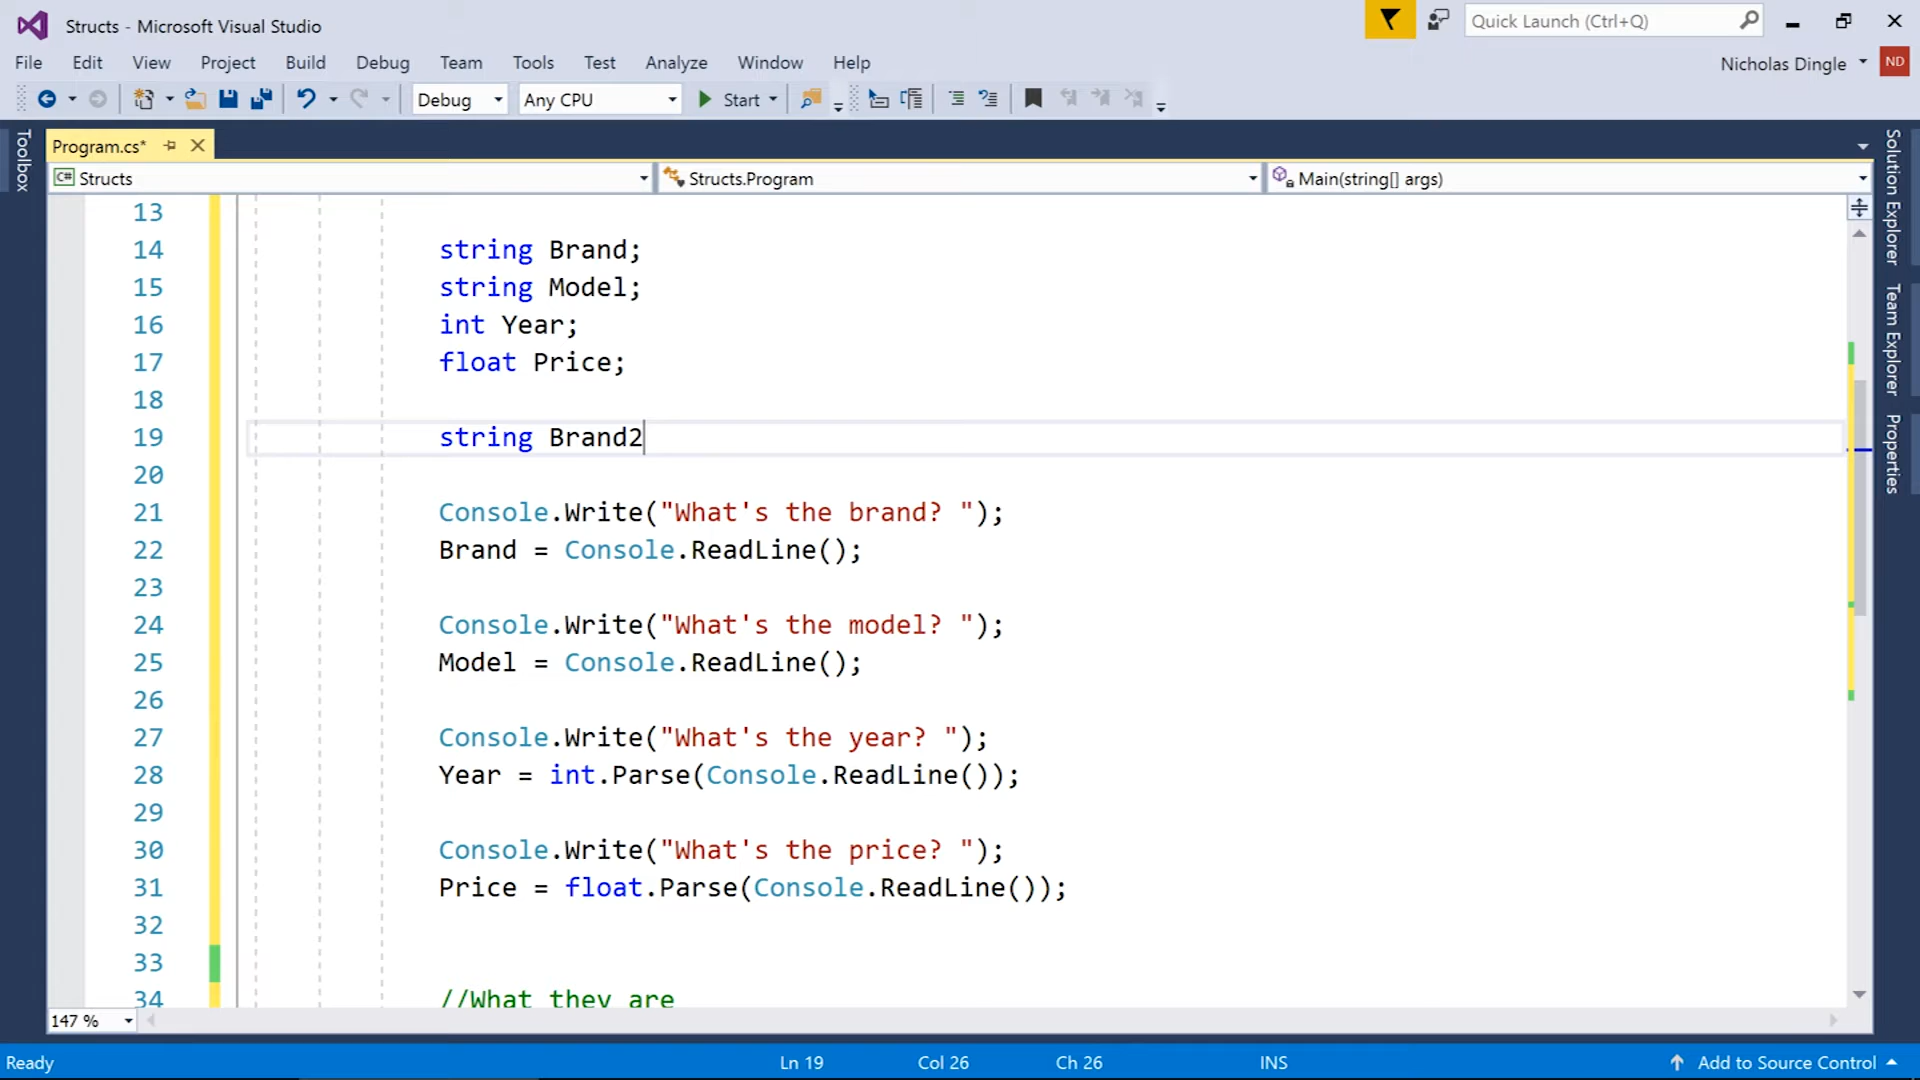 Structs - Microsoft Visual Studio
Quick Launch (Ctrl+Q)
File Edit View Project Build Debug Team Tools Test Analyze Window Help
Nicholas Dingle ND
Debug Any CPU Start
Toolbox
Program.cs*
C# Structs Structs.Program Main(string[] args)
Solution Explorer
Team Explorer
Properties
13
14 string Brand;
15 string Model;
16 int Year;
17 float Price;
18
19 string Brand2
20
21 Console.Write("What's the brand? ");
22 Brand = Console.ReadLine();
23
24 Console.Write("What's the model? ");
25 Model = Console.ReadLine();
26
27 Console.Write("What's the year? ");
28 Year = int.Parse(Console.ReadLine());
29
30 Console.Write("What's the price? ");
31 Price = float.Parse(Console.ReadLine());
32
33
34 //What they are
147 %
Ready Ln 19 Col 26 Ch 26 INS Add to Source Control